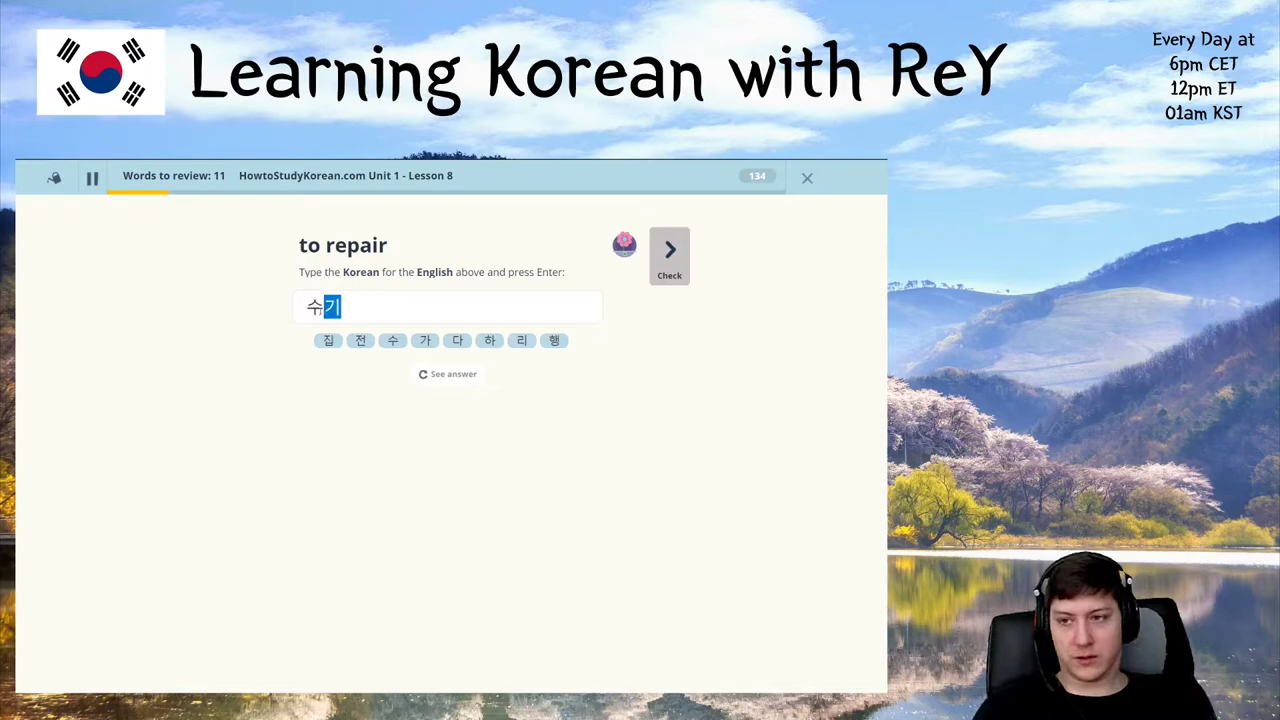 Learning Korean with ReY
Every Day at
6pm CET
12pm ET
01am KST
Words to review: 11 HowtoStudyKorean.com Unit 1 - Lesson 8
134
to repair
Type the Korean for the English above and press Enter:
Check
수기
집 전 수 가 다 하 리 행
See answer